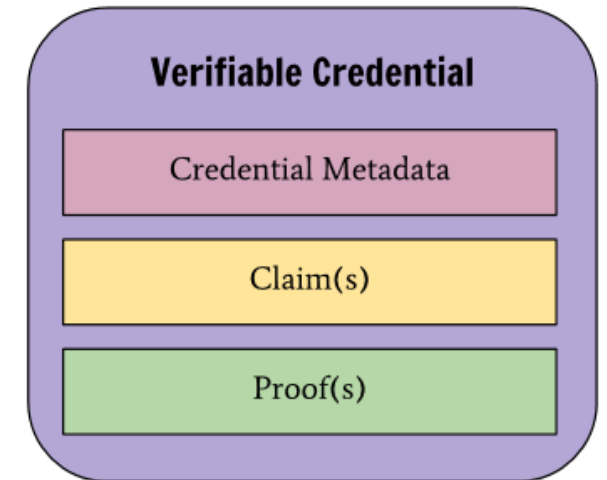 Verifiable Credential
Credential Metadata
Claim(s)
Proof(s)